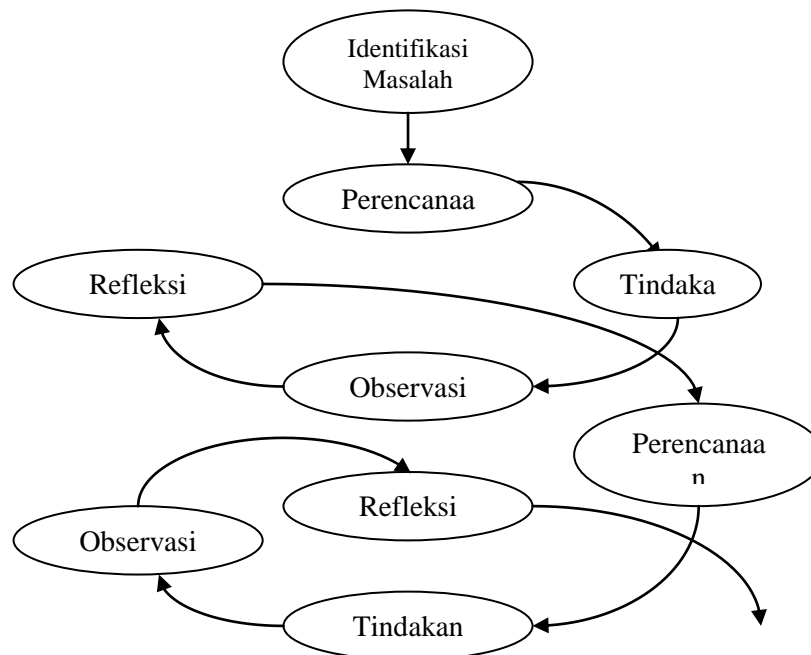 Identifikasi
Masalah
Perencanaa
Tindaka
Observasi
Refleksi
Perencanaa
n
Tindakan
Observasi
Refleksi